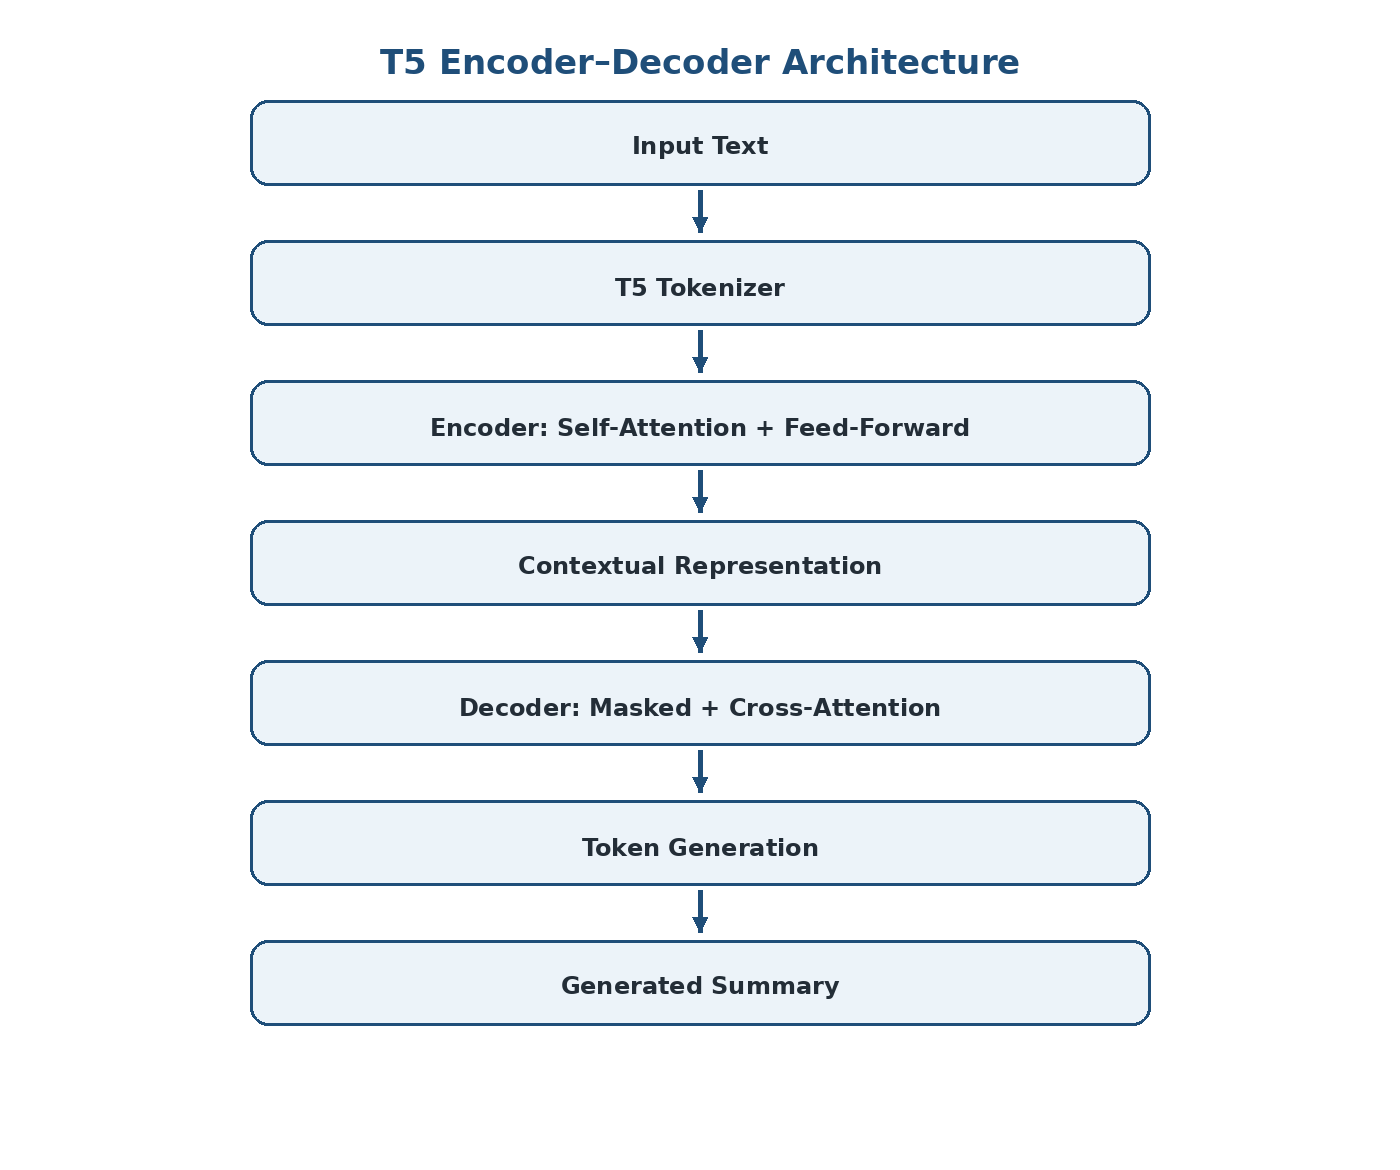 T5 Encoder–Decoder Architecture
Input Text
T5 Tokenizer
Encoder: Self-Attention + Feed-Forward
Contextual Representation
Decoder: Masked + Cross-Attention
Token Generation
Generated Summary